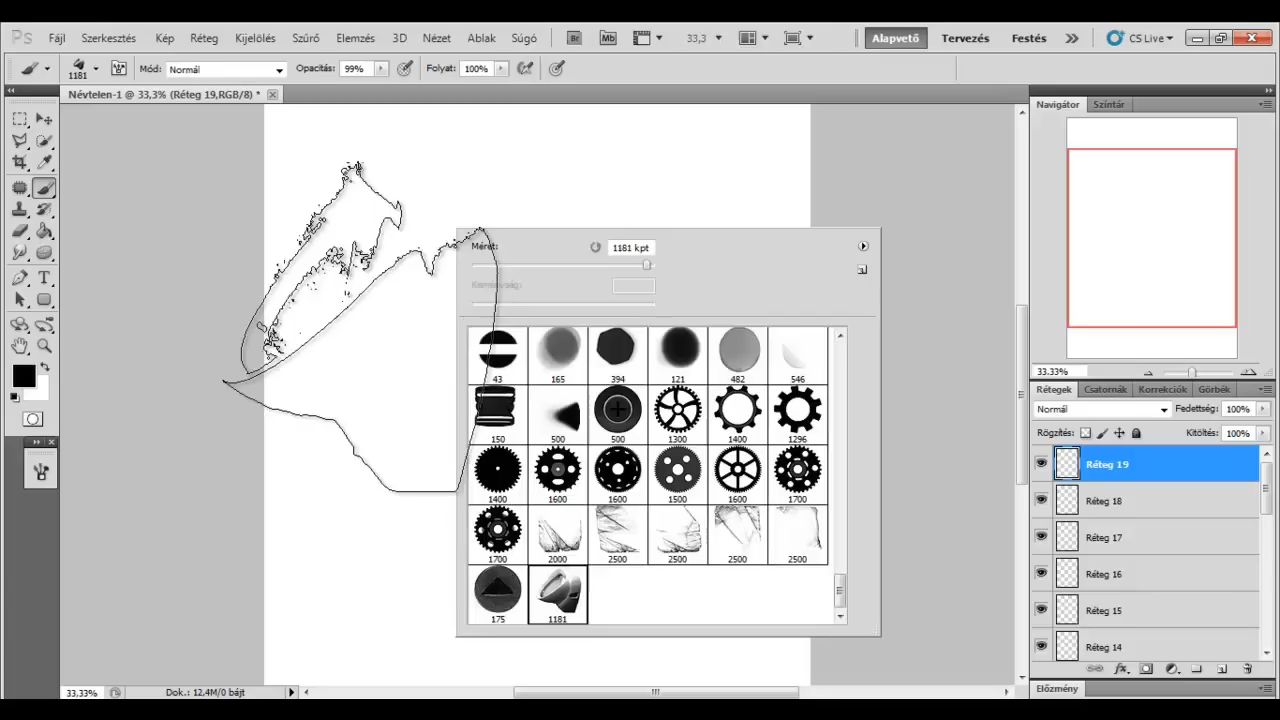 Ps Fájl Szerkesztés Kép Réteg Kijelölés Szűrő Elemzés 3D Nézet Ablak Súgó Br Mb 33,3 Alapvető Tervezés Festés CS Live
1181 Mód: Normál Opacitás: 99% Folyat: 100%
Névtelen-1 @ 33,3% (Réteg 19,RGB/8) *
Navigátor Színtár
Méret: 1181 kpt
Keménység:
43 165 394 121 482 546
150 500 500 1300 1400 1296
1400 1600 1600 1500 1600 1700
1700 2000 2500 2500 2500 2500
175 1181
33.33%
Rétegek Csatornák Korrekciók Görbék
Normál Fedettség: 100%
Rögzítés: Kitöltés: 100%
Réteg 19
Réteg 18
Réteg 17
Réteg 16
Réteg 15
Réteg 14
Előzmény
33,33% Dok.: 12,4M/0 bájt